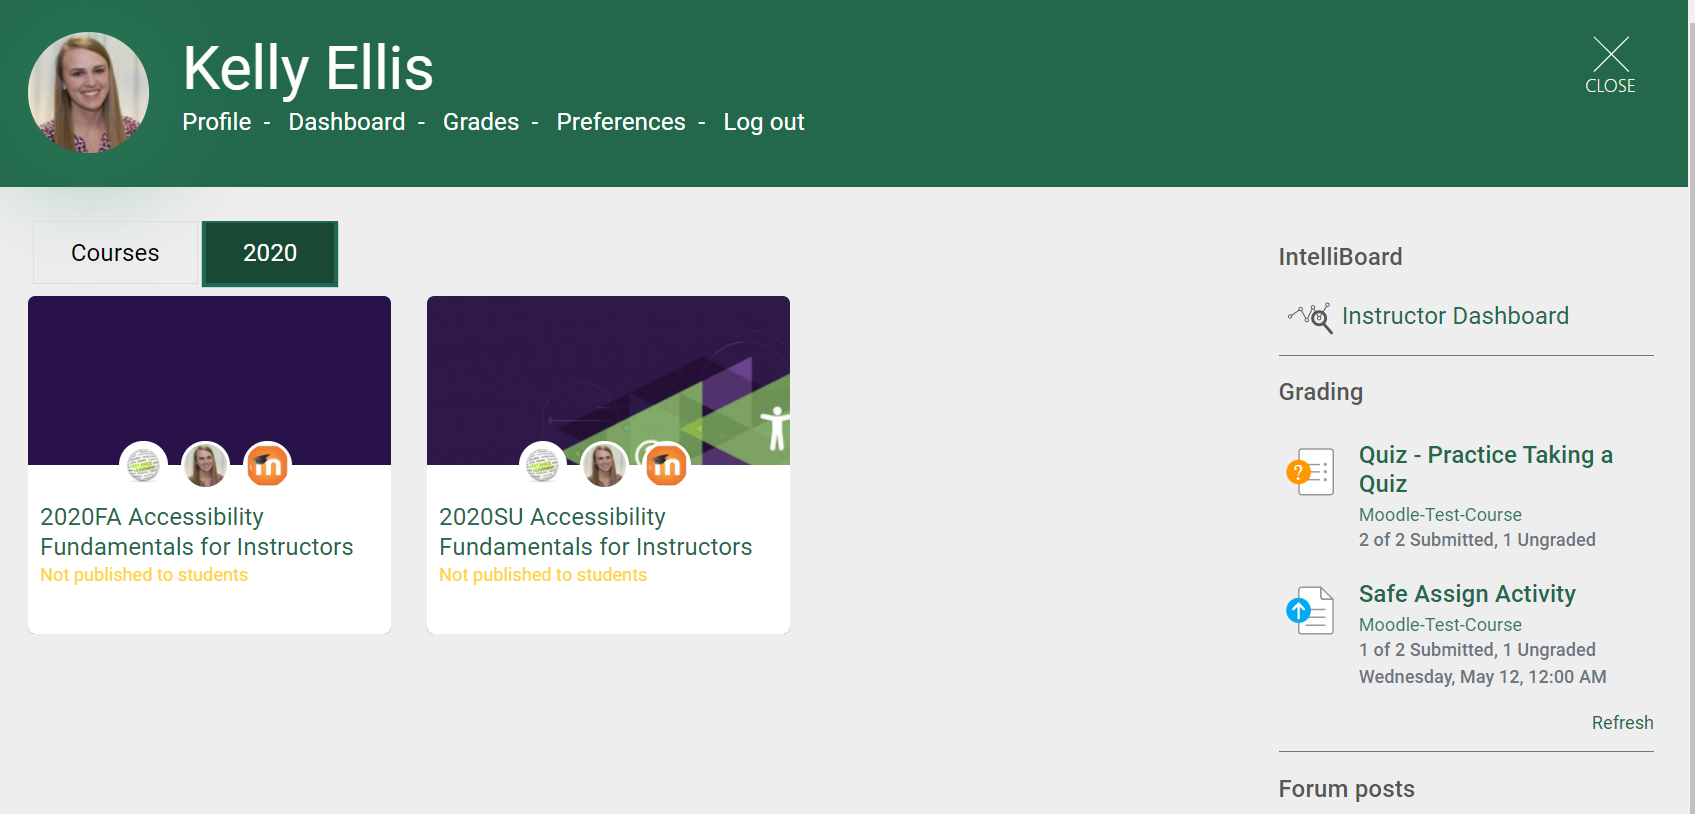 Kelly Ellis
Profile - Dashboard - Grades - Preferences - Log out
CLOSE
Courses
2020
2020FA Accessibility
Fundamentals for Instructors
Not published to students
2020SU Accessibility
Fundamentals for Instructors
Not published to students
IntelliBoard
Instructor Dashboard
Grading
Quiz - Practice Taking a
Quiz
Moodle-Test-Course
2 of 2 Submitted, 1 Ungraded
Safe Assign Activity
Moodle-Test-Course
1 of 2 Submitted, 1 Ungraded
Wednesday, May 12, 12:00 AM
Refresh
Forum posts